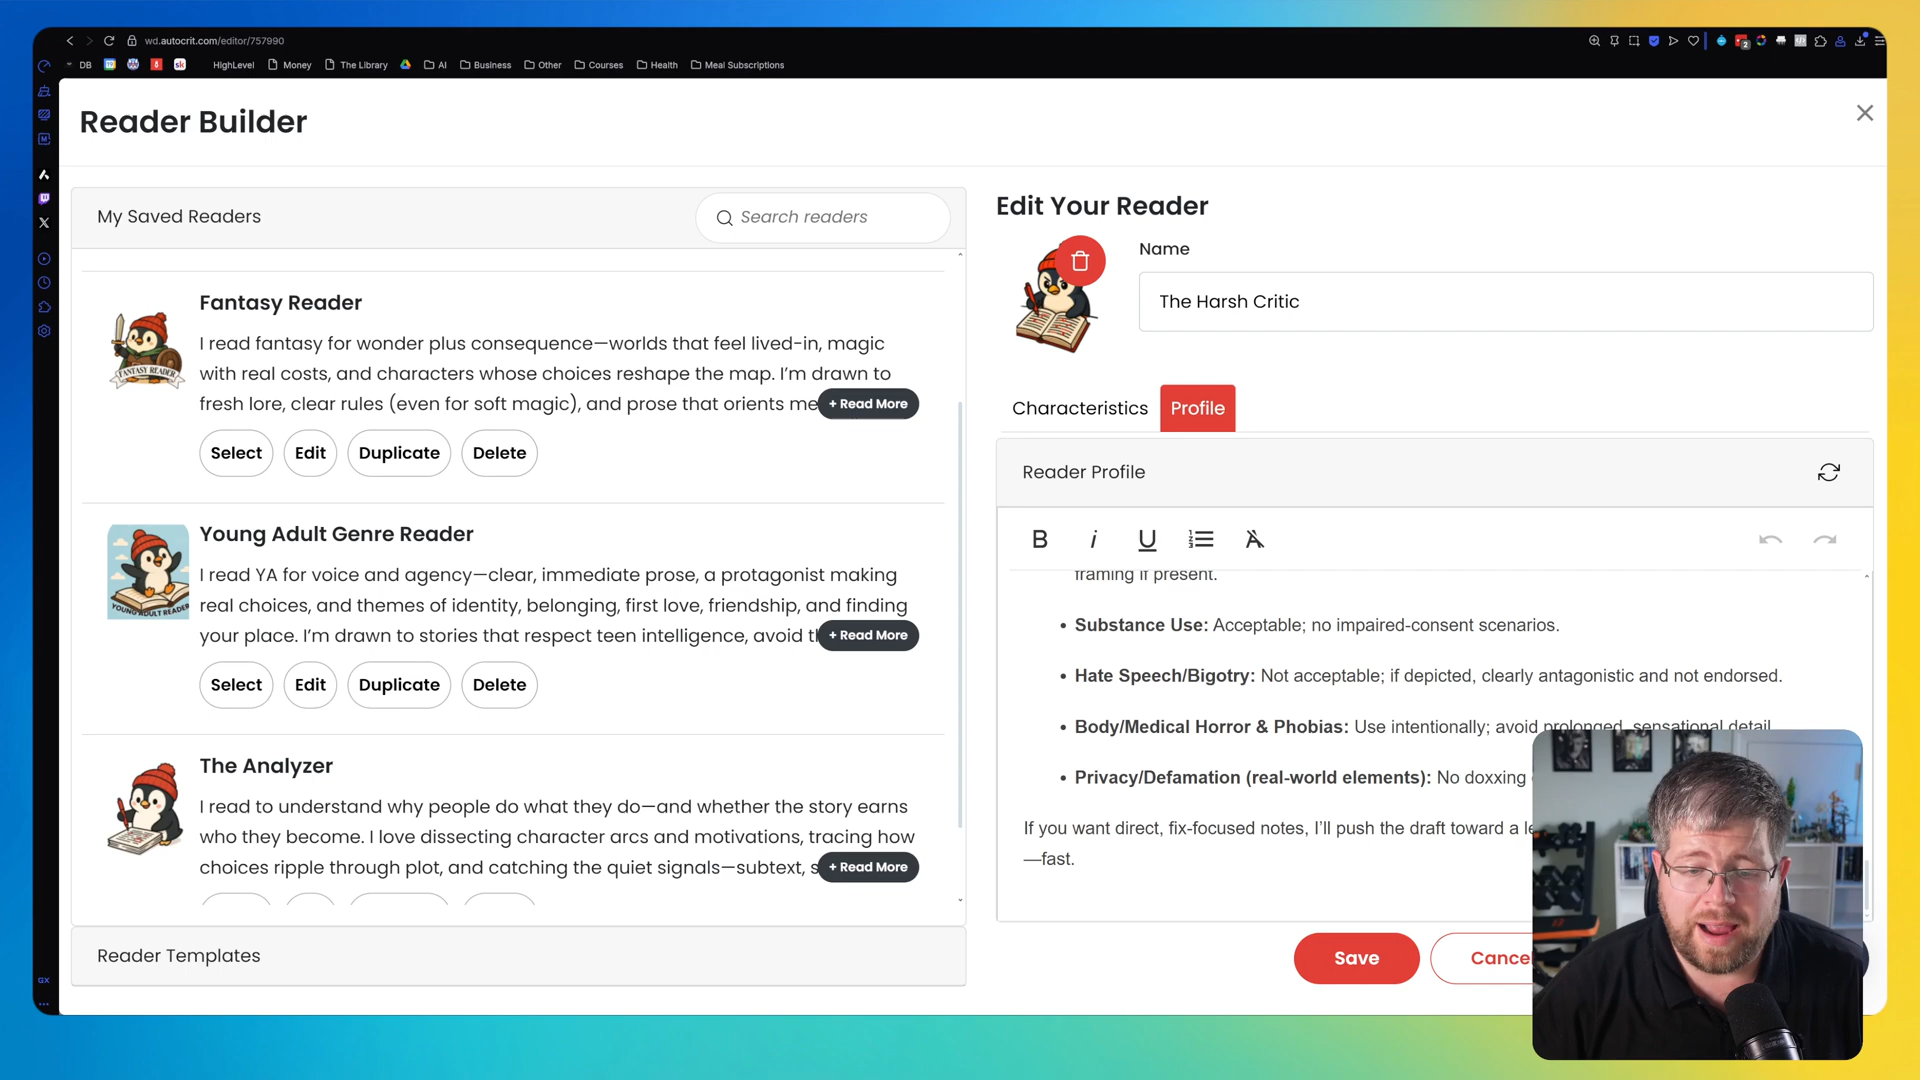 wd.autocrit.com/editor/757990
DB
HighLevel
Money
The Library
AI
Business
Other
Courses
Health
Meal Subscriptions
Reader Builder
My Saved Readers
Search readers
Fantasy Reader
I read fantasy for wonder plus consequence—worlds that feel lived-in, magic
with real costs, and characters whose choices reshape the map. I'm drawn to
fresh lore, clear rules (even for soft magic), and prose that orients me
+ Read More
FANTASY READER
Select
Edit
Duplicate
Delete
Young Adult Genre Reader
I read YA for voice and agency—clear, immediate prose, a protagonist making
real choices, and themes of identity, belonging, first love, friendship, and finding
your place. I'm drawn to stories that respect teen intelligence, avoid
+ Read More
YOUNG ADULT READER
Select
Edit
Duplicate
Delete
The Analyzer
I read to understand why people do what they do—and whether the story earns
who they become. I love dissecting character arcs and motivations, tracing how
choices ripple through plot, and catching the quiet signals—subtext,
+ Read More
Reader Templates
Edit Your Reader
Name
The Harsh Critic
Characteristics
Profile
Reader Profile
B i U
framing if present.
• Substance Use: Acceptable; no impaired-consent scenarios.
• Hate Speech/Bigotry: Not acceptable; if depicted, clearly antagonistic and not endorsed.
• Body/Medical Horror & Phobias: Use intentionally; avoid prolonged, sensational detail
• Privacy/Defamation (real-world elements): No doxxing
If you want direct, fix-focused notes, I'll push the draft toward a
—fast.
Save
Cancel
GX